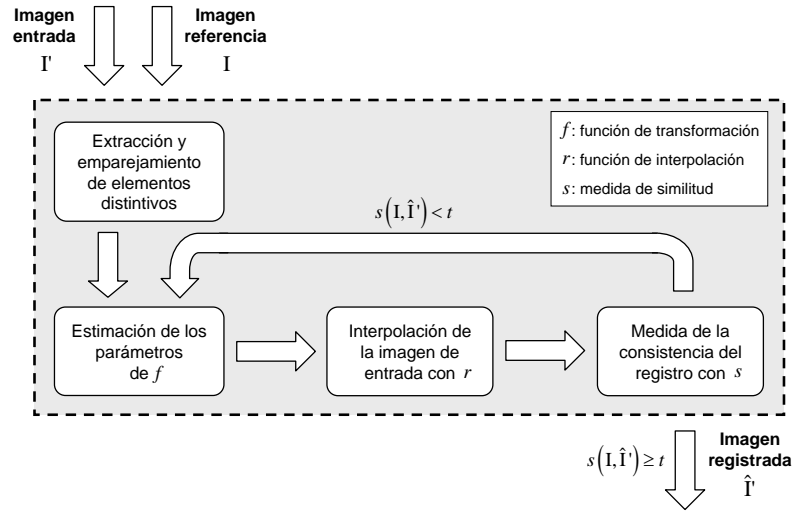 Imagen
entrada
I'
Imagen
referencia
I
Extracción y
emparejamiento
de elementos
distintivos
f: función de transformación
r: función de interpolación
s: medida de similitud
s(I,Î')<t
Estimación de los
parámetros
de f
Interpolación de
la imagen de
entrada con r
Medida de la
consistencia del
registro con s
s(I,Î')≥t
Imagen
registrada
Î'